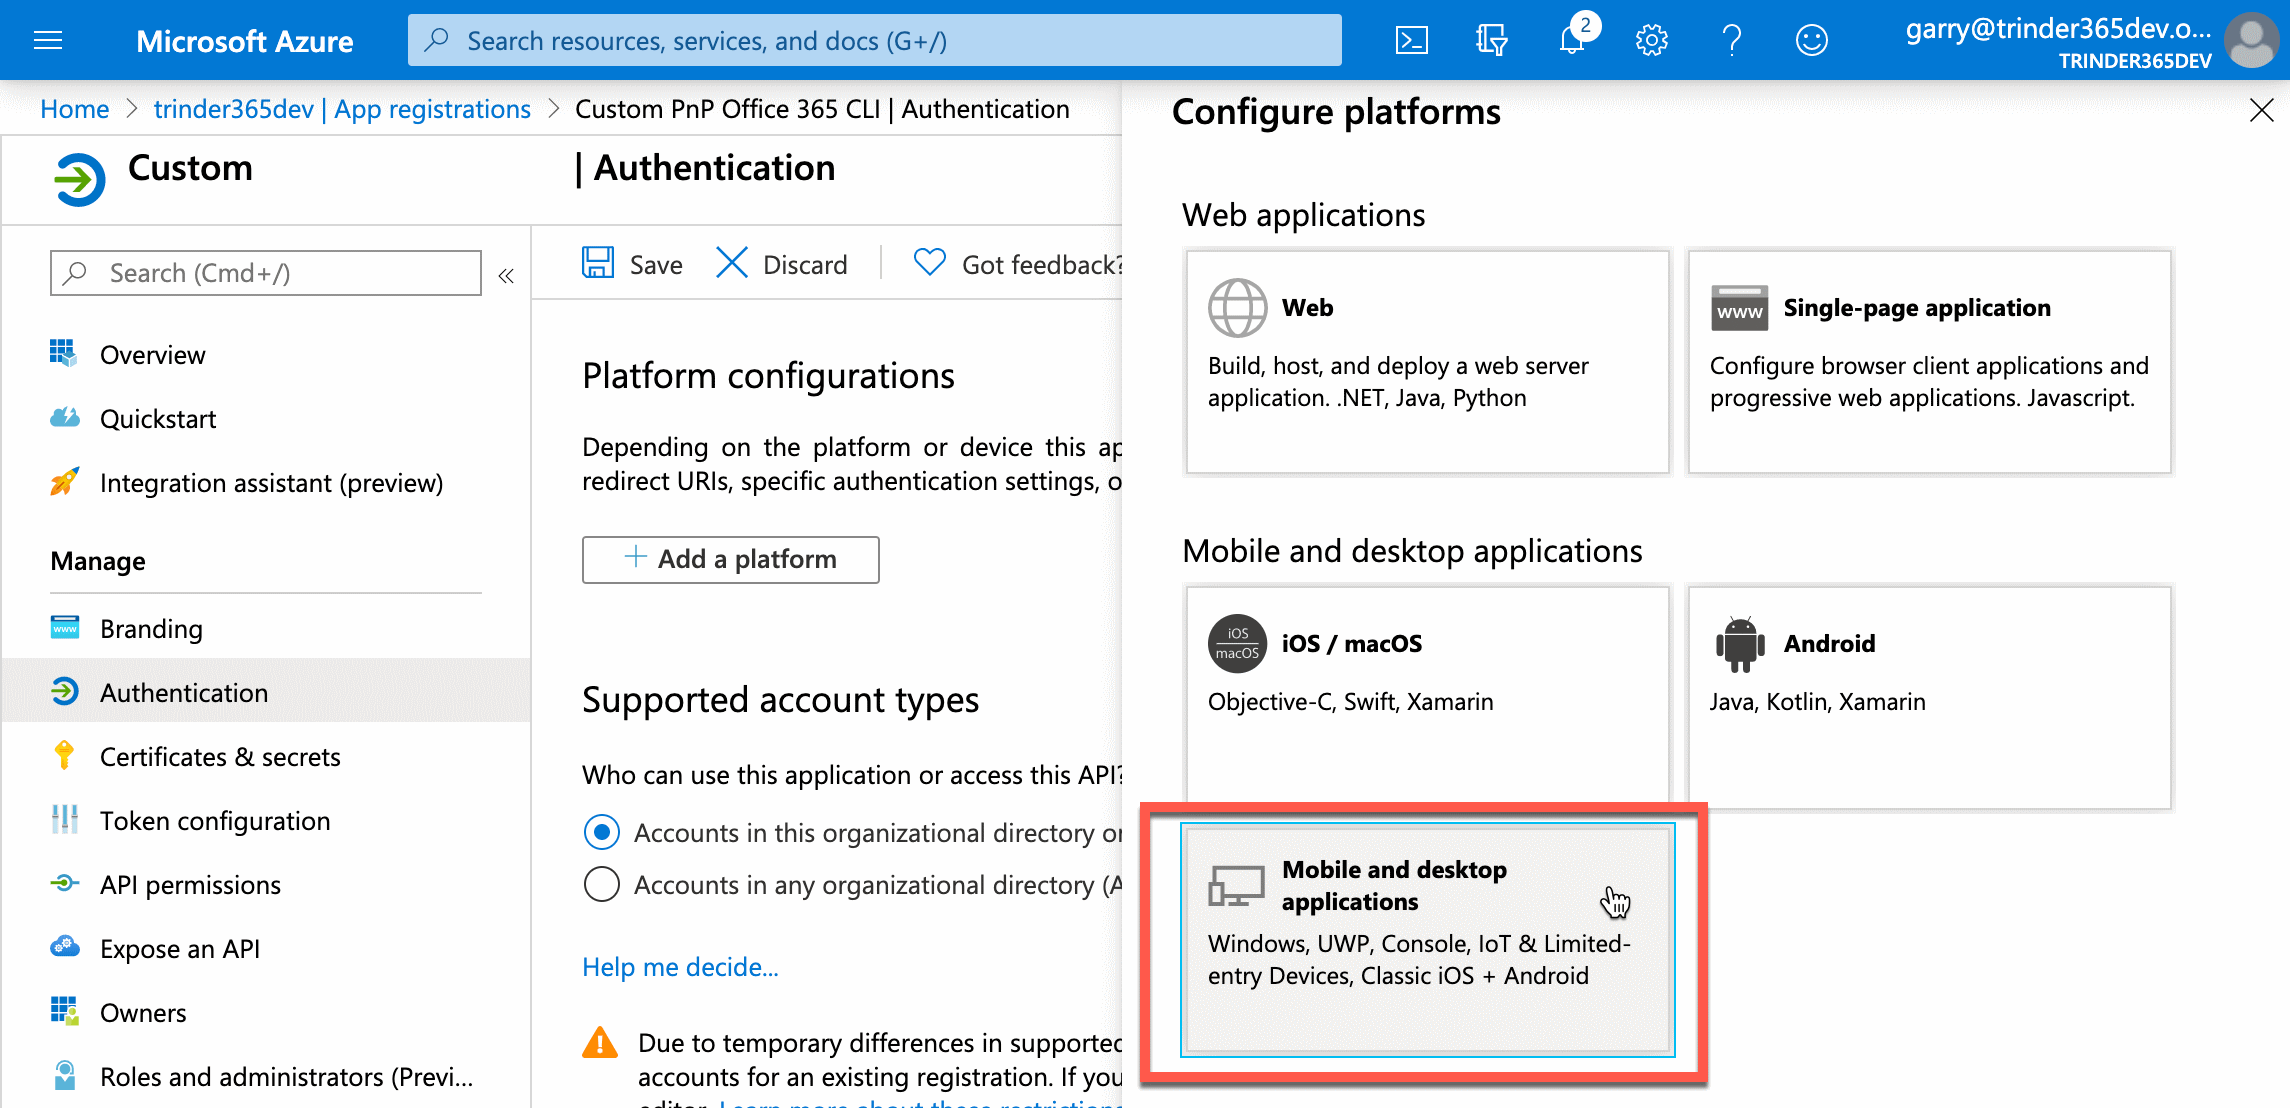 Microsoft Azure
Search resources, services, and docs (G+/)
2
garry@trinder365dev.o...
TRINDER365DEV
Home > trinder365dev | App registrations > Custom PnP Office 365 CLI | Authentication
Custom | Authentication
Search (Cmd+/)
«
Overview
Quickstart
Integration assistant (preview)
Manage
www
Branding
Authentication
Certificates & secrets
Token configuration
API permissions
Expose an API
Owners
Roles and administrators (Previ...
Save
Discard
Got feedback?
Platform configurations
Depending on the platform or device this ap
redirect URIs, specific authentication settings, o
+ Add a platform
Supported account types
Who can use this application or access this API?
Accounts in this organizational directory on
Accounts in any organizational directory (A
Help me decide...
Due to temporary differences in supported
accounts for an existing registration. If you
editor. Learn more about these restrictions
Configure platforms
Web applications
Web
Build, host, and deploy a web server
application. .NET, Java, Python
www
Single-page application
Configure browser client applications and
progressive web applications. Javascript.
Mobile and desktop applications
iOS
macOS
iOS / macOS
Objective-C, Swift, Xamarin
Android
Java, Kotlin, Xamarin
Mobile and desktop
applications
Windows, UWP, Console, IoT & Limited-
entry Devices, Classic iOS + Android